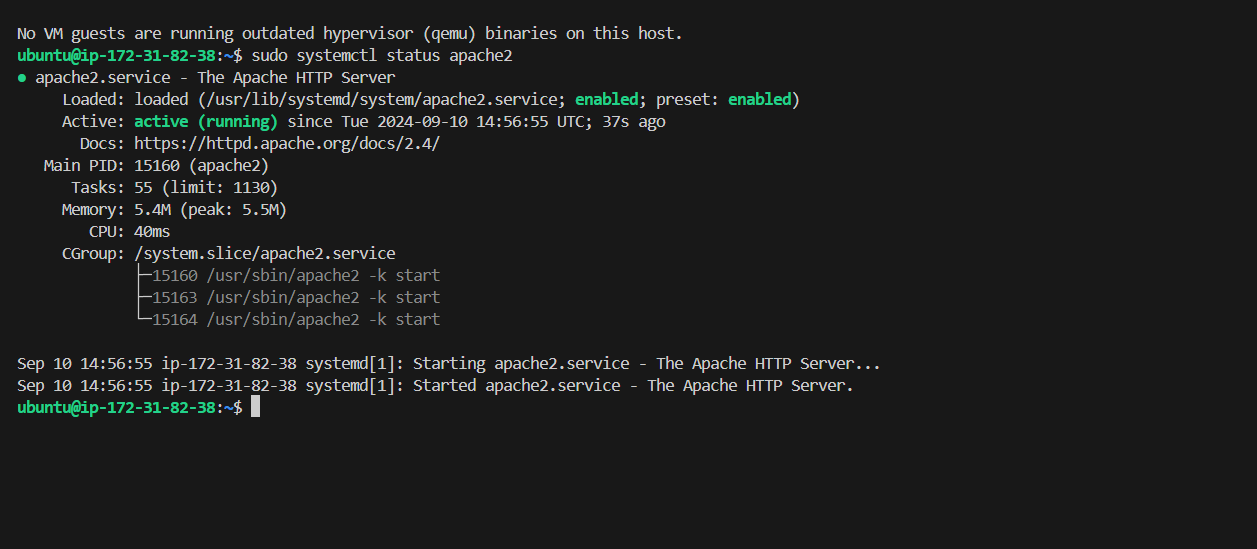 No VM guests are running outdated hypervisor (qemu) binaries on this host.
ubuntu@ip-172-31-82-38:~$ sudo systemctl status apache2
● apache2.service - The Apache HTTP Server
     Loaded: loaded (/usr/lib/systemd/system/apache2.service; enabled; preset: enabled)
     Active: active (running) since Tue 2024-09-10 14:56:55 UTC; 37s ago
       Docs: https://httpd.apache.org/docs/2.4/
   Main PID: 15160 (apache2)
      Tasks: 55 (limit: 1130)
     Memory: 5.4M (peak: 5.5M)
        CPU: 40ms
     CGroup: /system.slice/apache2.service
             ├─15160 /usr/sbin/apache2 -k start
             ├─15163 /usr/sbin/apache2 -k start
             └─15164 /usr/sbin/apache2 -k start

Sep 10 14:56:55 ip-172-31-82-38 systemd[1]: Starting apache2.service - The Apache HTTP Server...
Sep 10 14:56:55 ip-172-31-82-38 systemd[1]: Started apache2.service - The Apache HTTP Server.
ubuntu@ip-172-31-82-38:~$